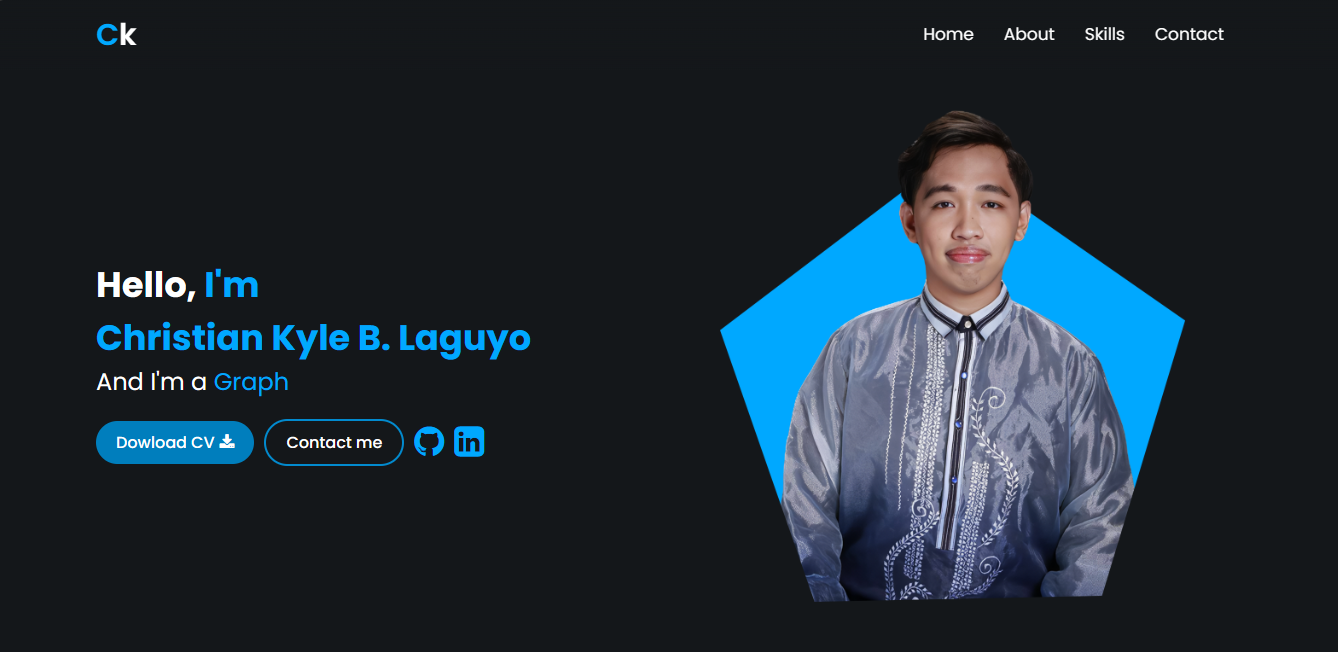 Ck
Home About Skills Contact
Hello, I'm
Christian Kyle B. Laguyo
And I'm a Graph
Dowload CV Contact me in